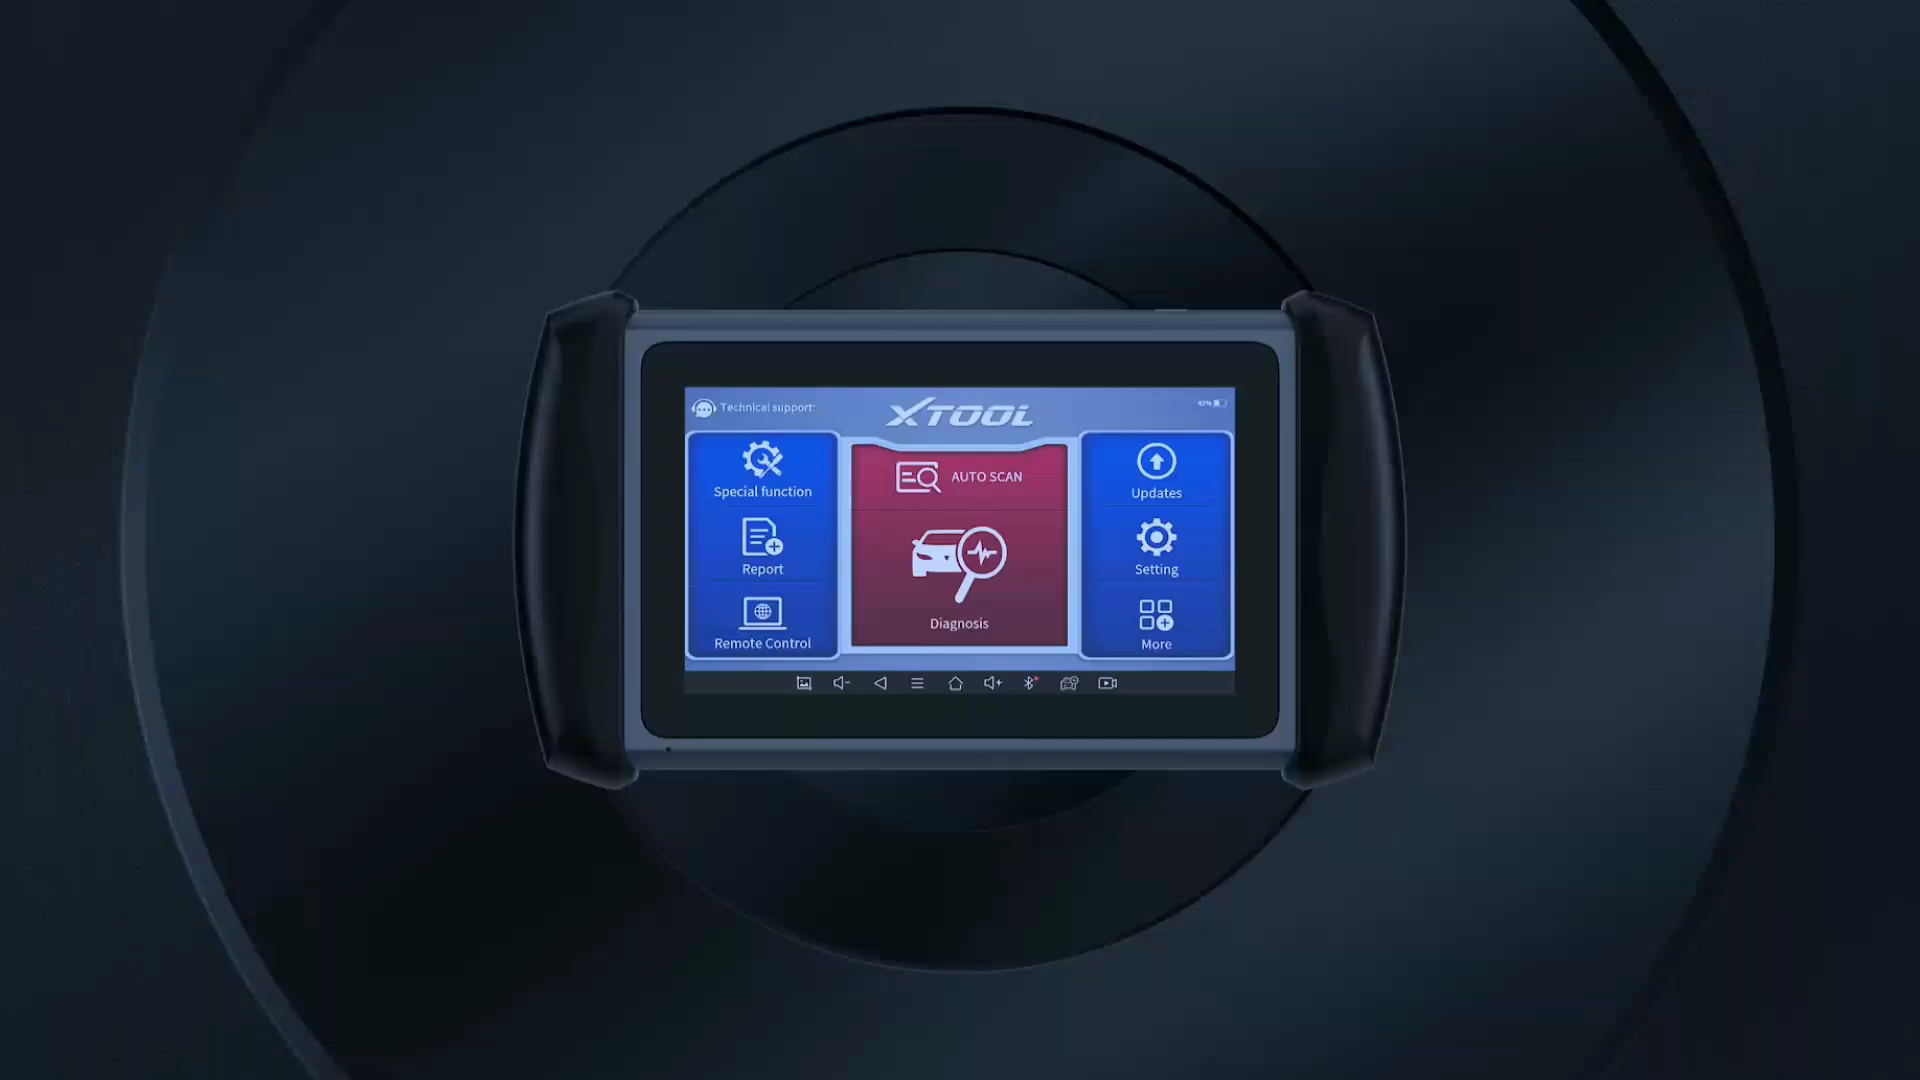 Technical support:
XTOOL
Special function
Report
Remote Control
AUTO SCAN
Diagnosis
Updates
Setting
More